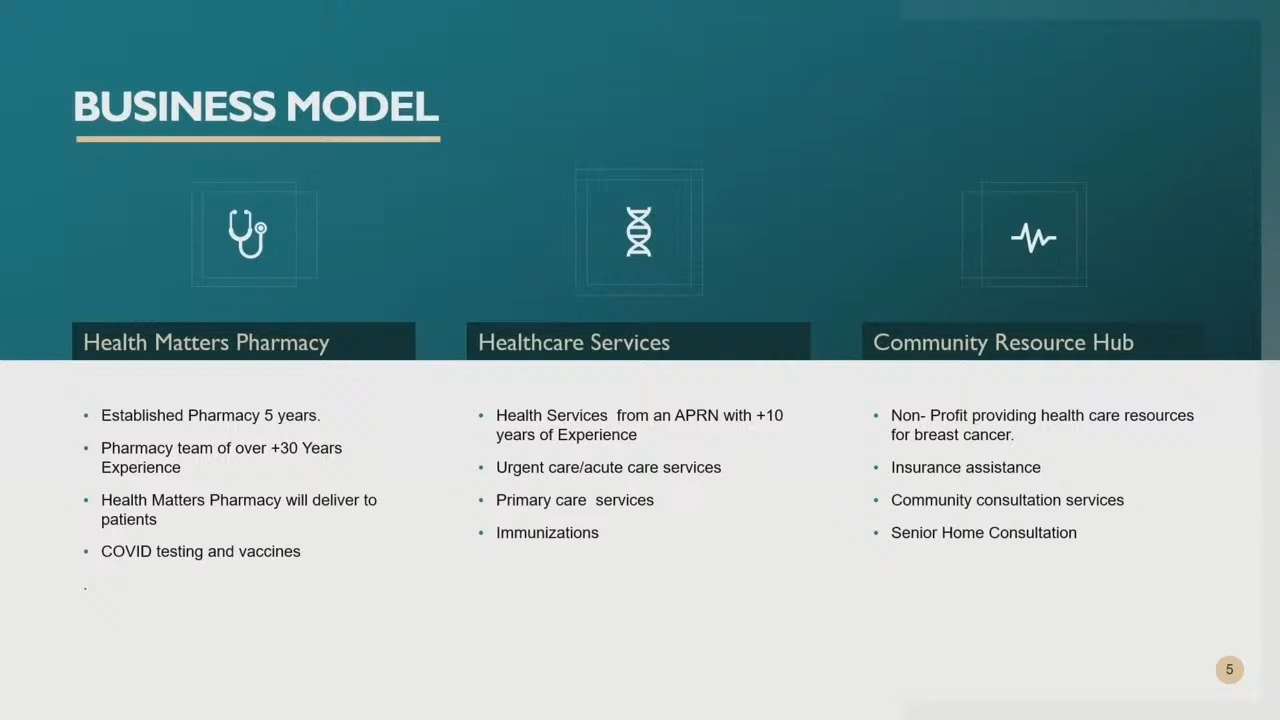 BUSINESS MODEL
Health Matters Pharmacy
• Established Pharmacy 5 years.
• Pharmacy team of over +30 Years
Experience
• Health Matters Pharmacy will deliver to
patients
• COVID testing and vaccines
.
Healthcare Services
• Health Services  from an APRN with +10
years of Experience
• Urgent care/acute care services
• Primary care  services
• Immunizations
Community Resource Hub
• Non- Profit providing health care resources
for breast cancer.
• Insurance assistance
• Community consultation services
• Senior Home Consultation
5